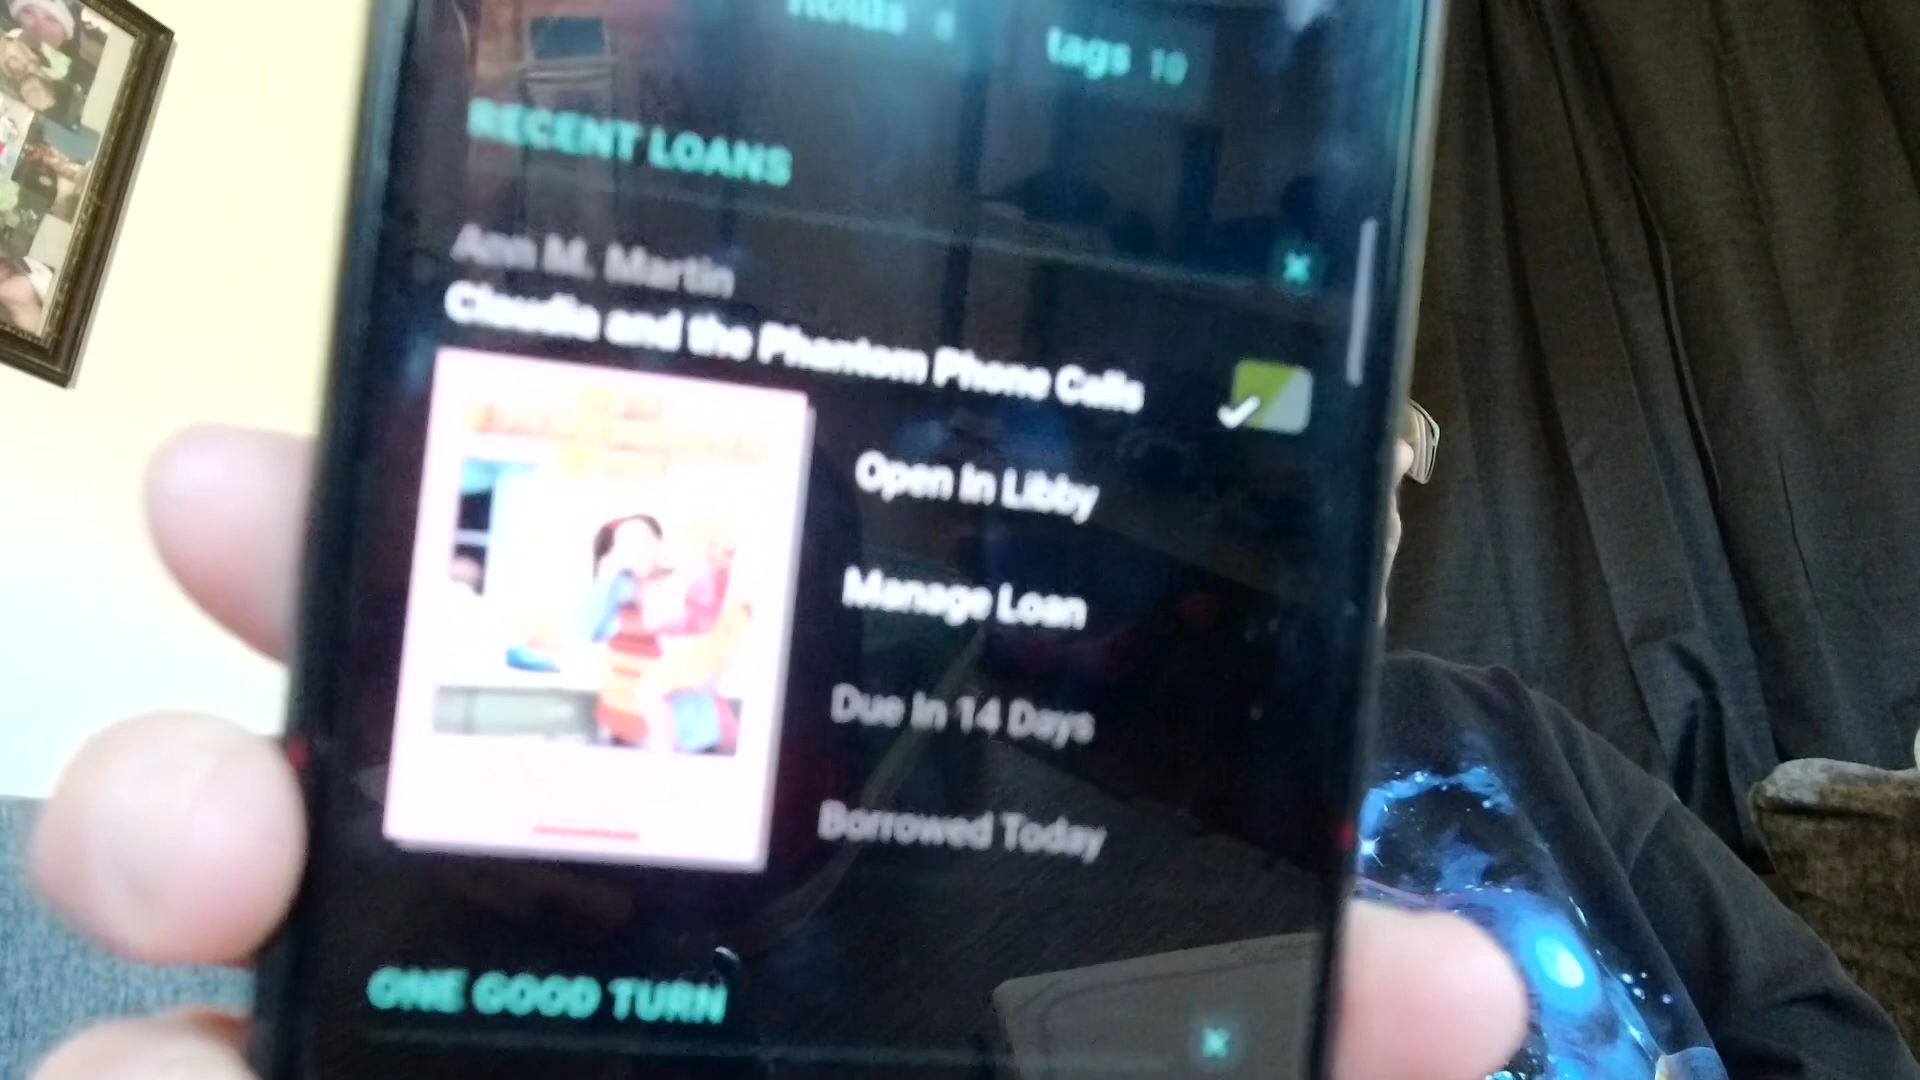 holds
tags 10
RECENT LOANS
Ann M. Martin
Claudia and the Phantom Phone Calls
Open In Libby
Manage Loan
Due In 14 Days
Borrowed Today
ONE GOOD TURN